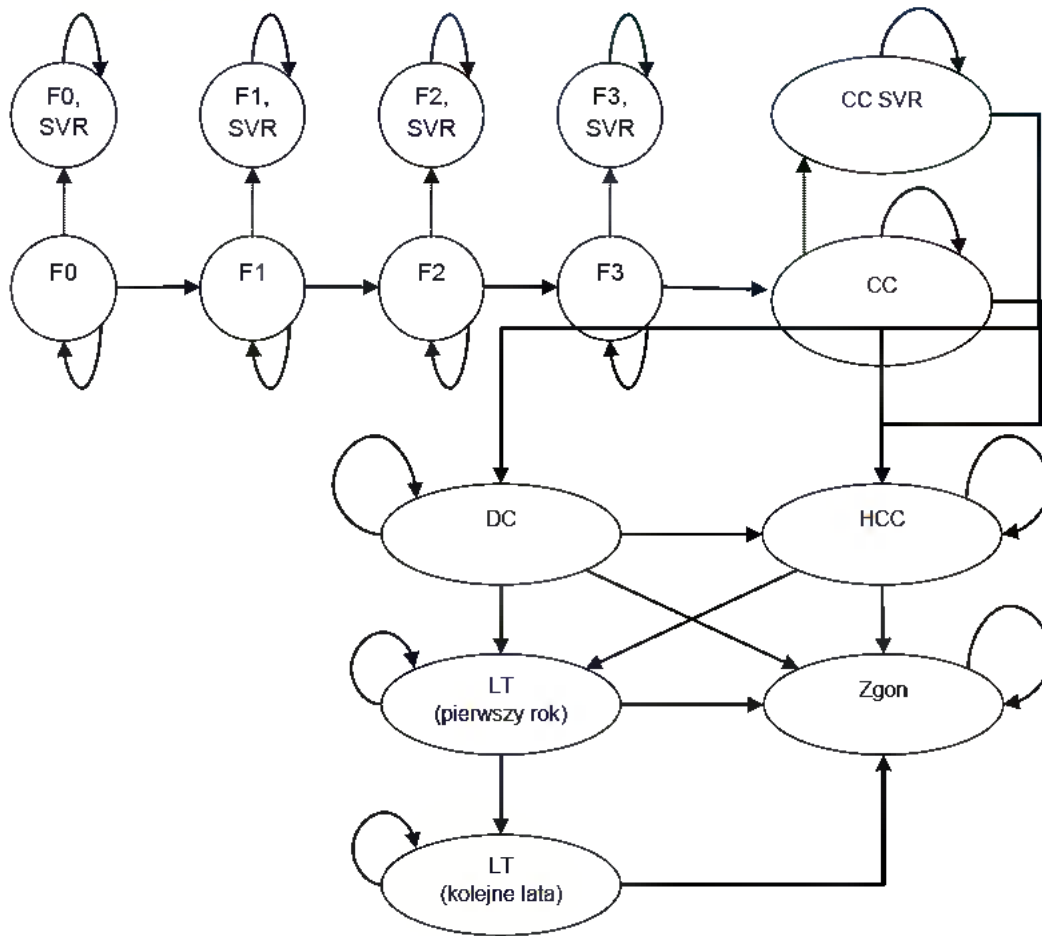 F0,
SVR
F1,
SVR
F2,
SVR
F3,
SVR
CC SVR
F0
F1
F2
F3
CC
DC
HCC
LT
(pierwszy rok)
Zgon
LT
(kolejne lata)